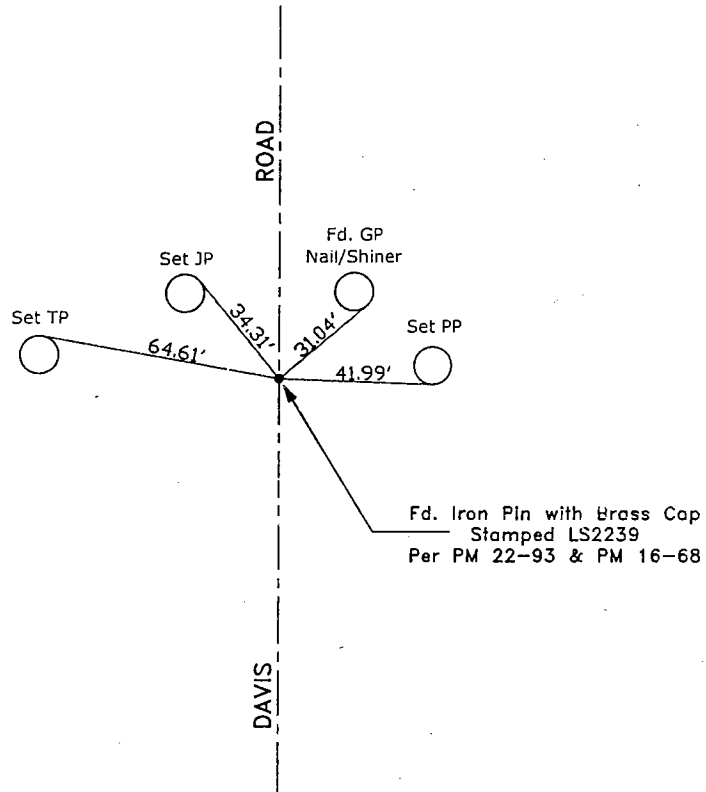 ROAD
Fd. GP
Nail/Shiner
Set JP
Set TP
Set PP
34.31'
31.04'
64.61'
41.99'
Fd. Iron Pin with Brass Cap
Stamped LS2239
Per PM 22-93 & PM 16-68
DAVIS